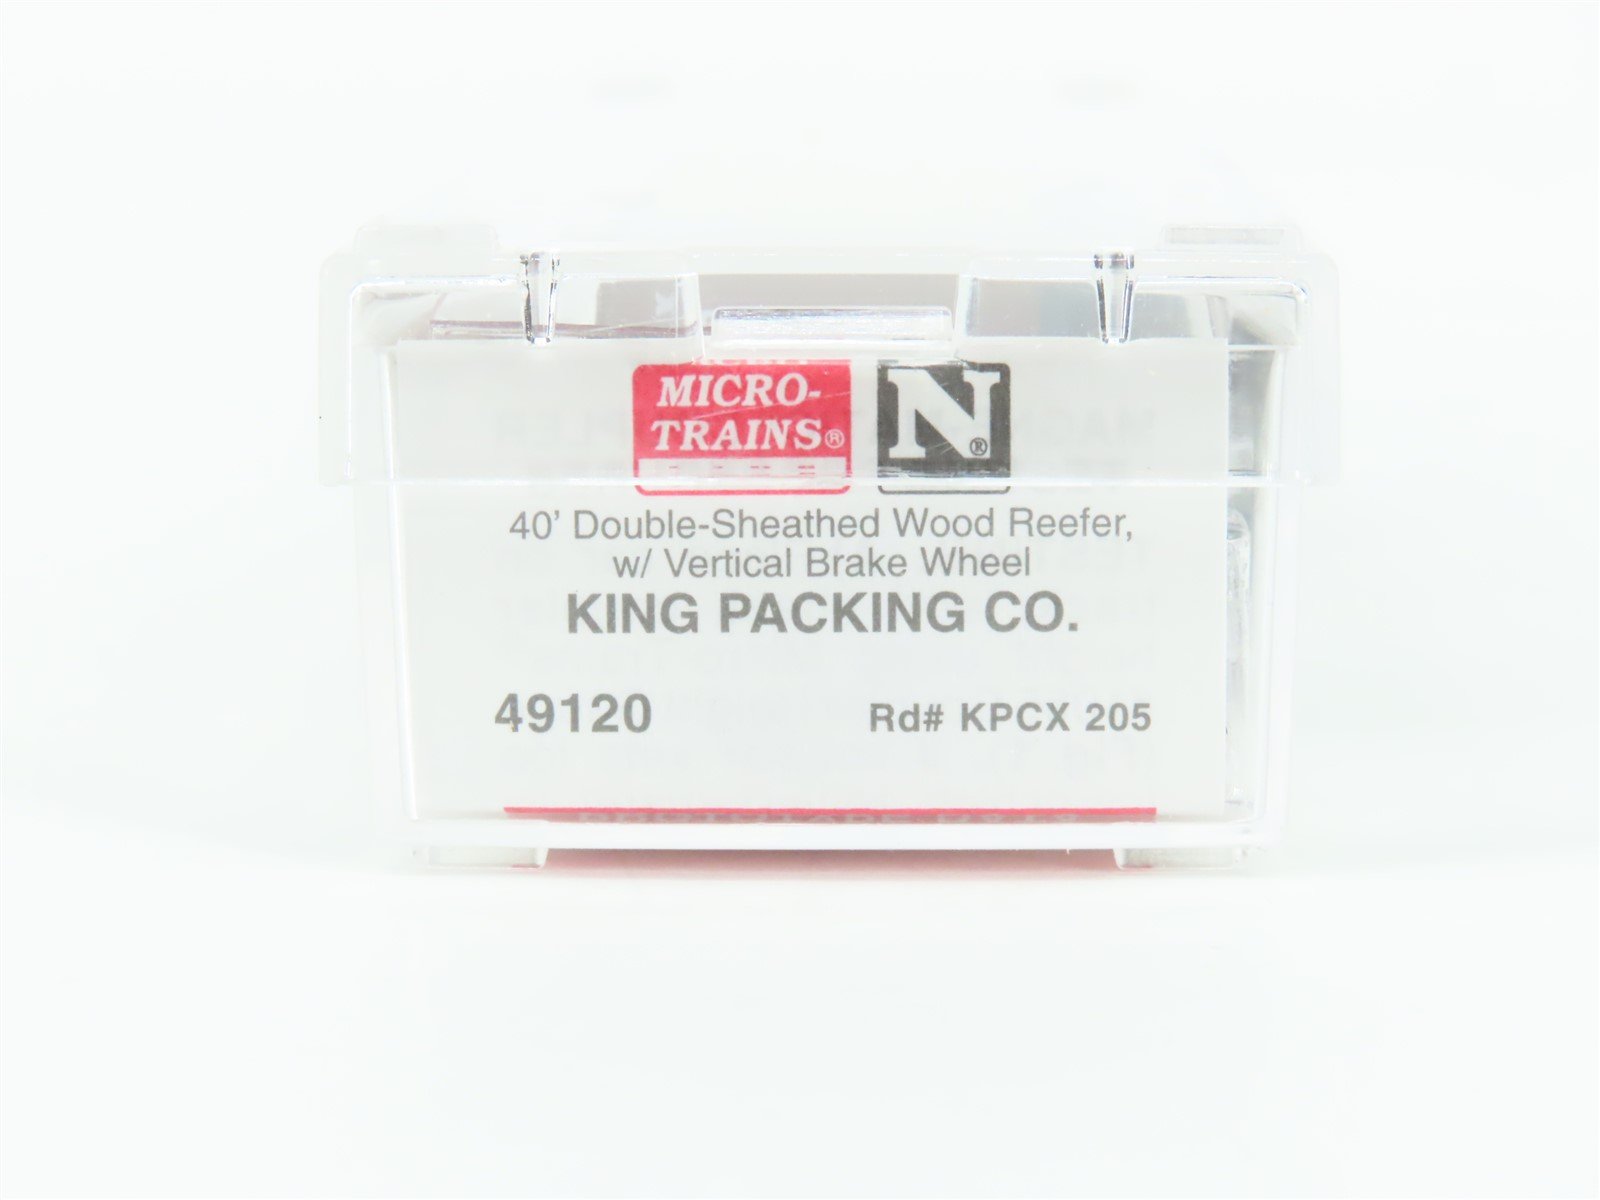 MICRO-
TRAINS®
N®
40' Double-Sheathed Wood Reefer,
w/ Vertical Brake Wheel
KING PACKING CO.
49120 Rd# KPCX 205